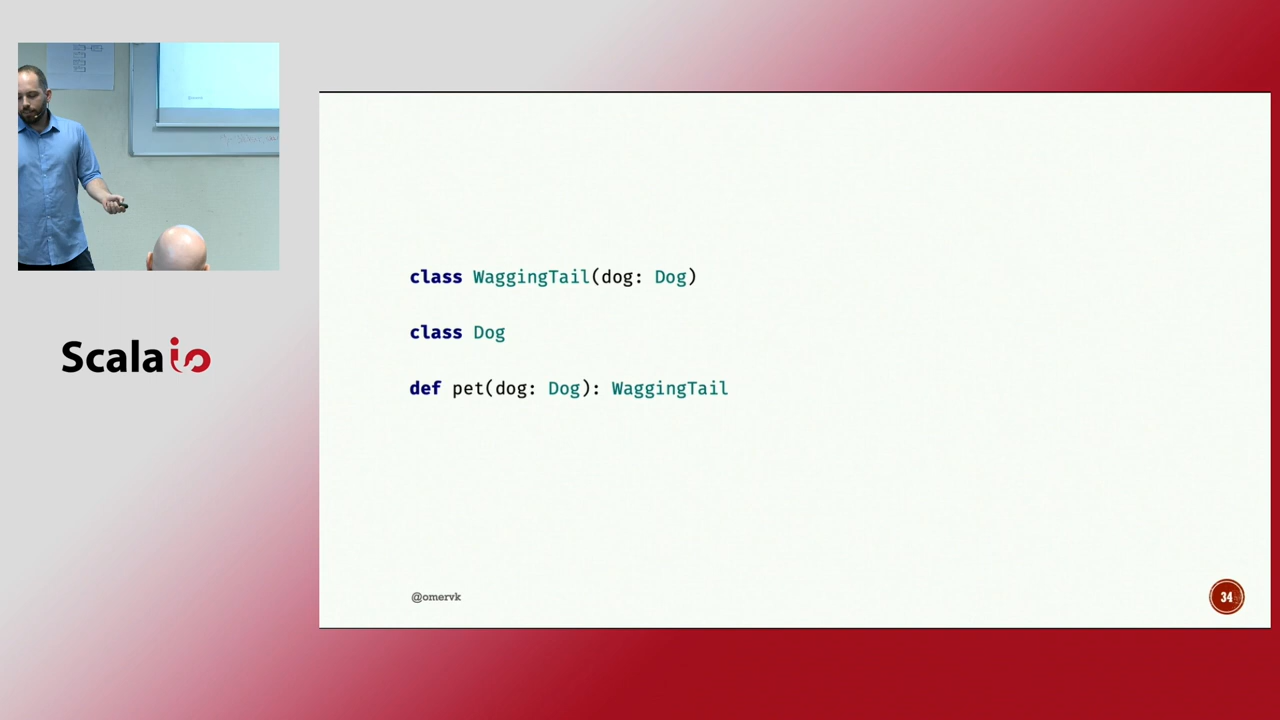 Scala io
class WaggingTail(dog: Dog)
class Dog
def pet(dog: Dog): WaggingTail
@omervk
34